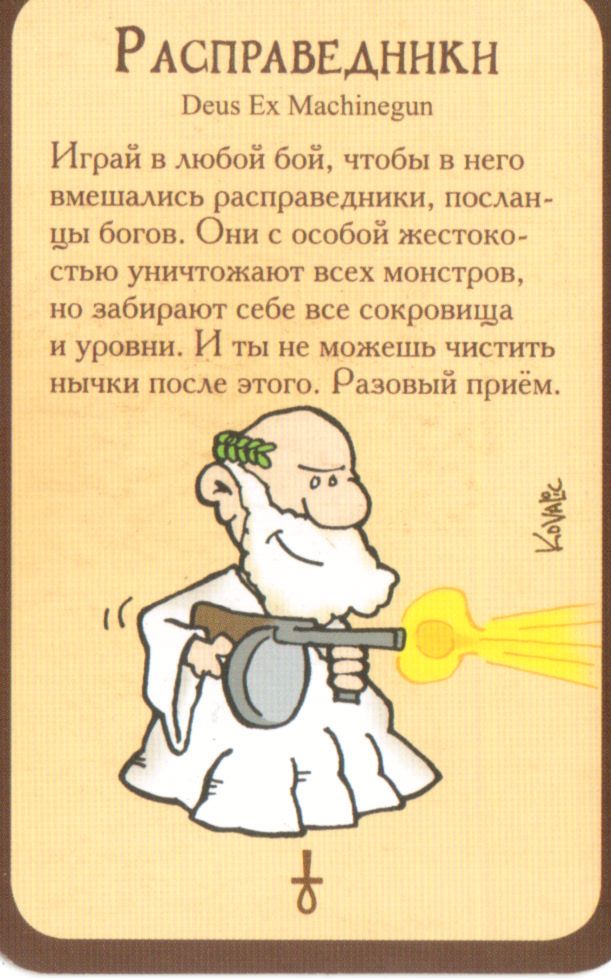 Расправедники
Deus Ex Machinegun
Играй в любой бой, чтобы в него
вмешались расправедники, послан-
цы богов. Они с особой жестоко-
стью уничтожают всех монстров,
но забирают себе все сокровища
и уровни. И ты не можешь чистить
нычки после этого. Разовый приём.
Kovalic